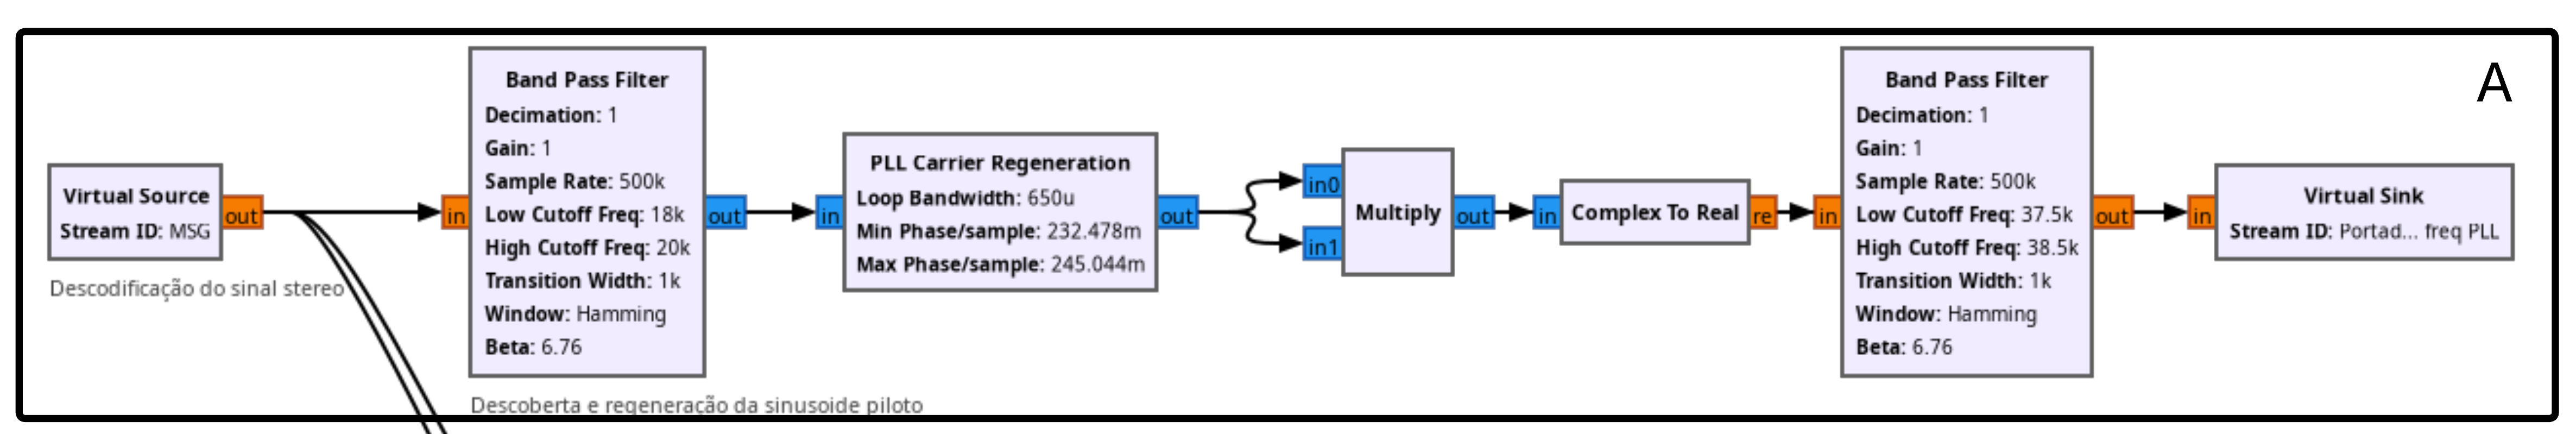 A
Virtual Source
Stream ID: MSG
out
Descodificação do sinal stereo
in
Band Pass Filter
Decimation: 1
Gain: 1
Sample Rate: 500k
Low Cutoff Freq: 18k
High Cutoff Freq: 20k
Transition Width: 1k
Window: Hamming
Beta: 6.76
out
Descoberta e regeneração da sinusoide piloto
in
PLL Carrier Regeneration
Loop Bandwidth: 650u
Min Phase/sample: 232.478m
Max Phase/sample: 245.044m
out
in0
in1
Multiply
out
in
Complex To Real
re
in
Band Pass Filter
Decimation: 1
Gain: 1
Sample Rate: 500k
Low Cutoff Freq: 37.5k
High Cutoff Freq: 38.5k
Transition Width: 1k
Window: Hamming
Beta: 6.76
out
in
Virtual Sink
Stream ID: Portad... freq PLL